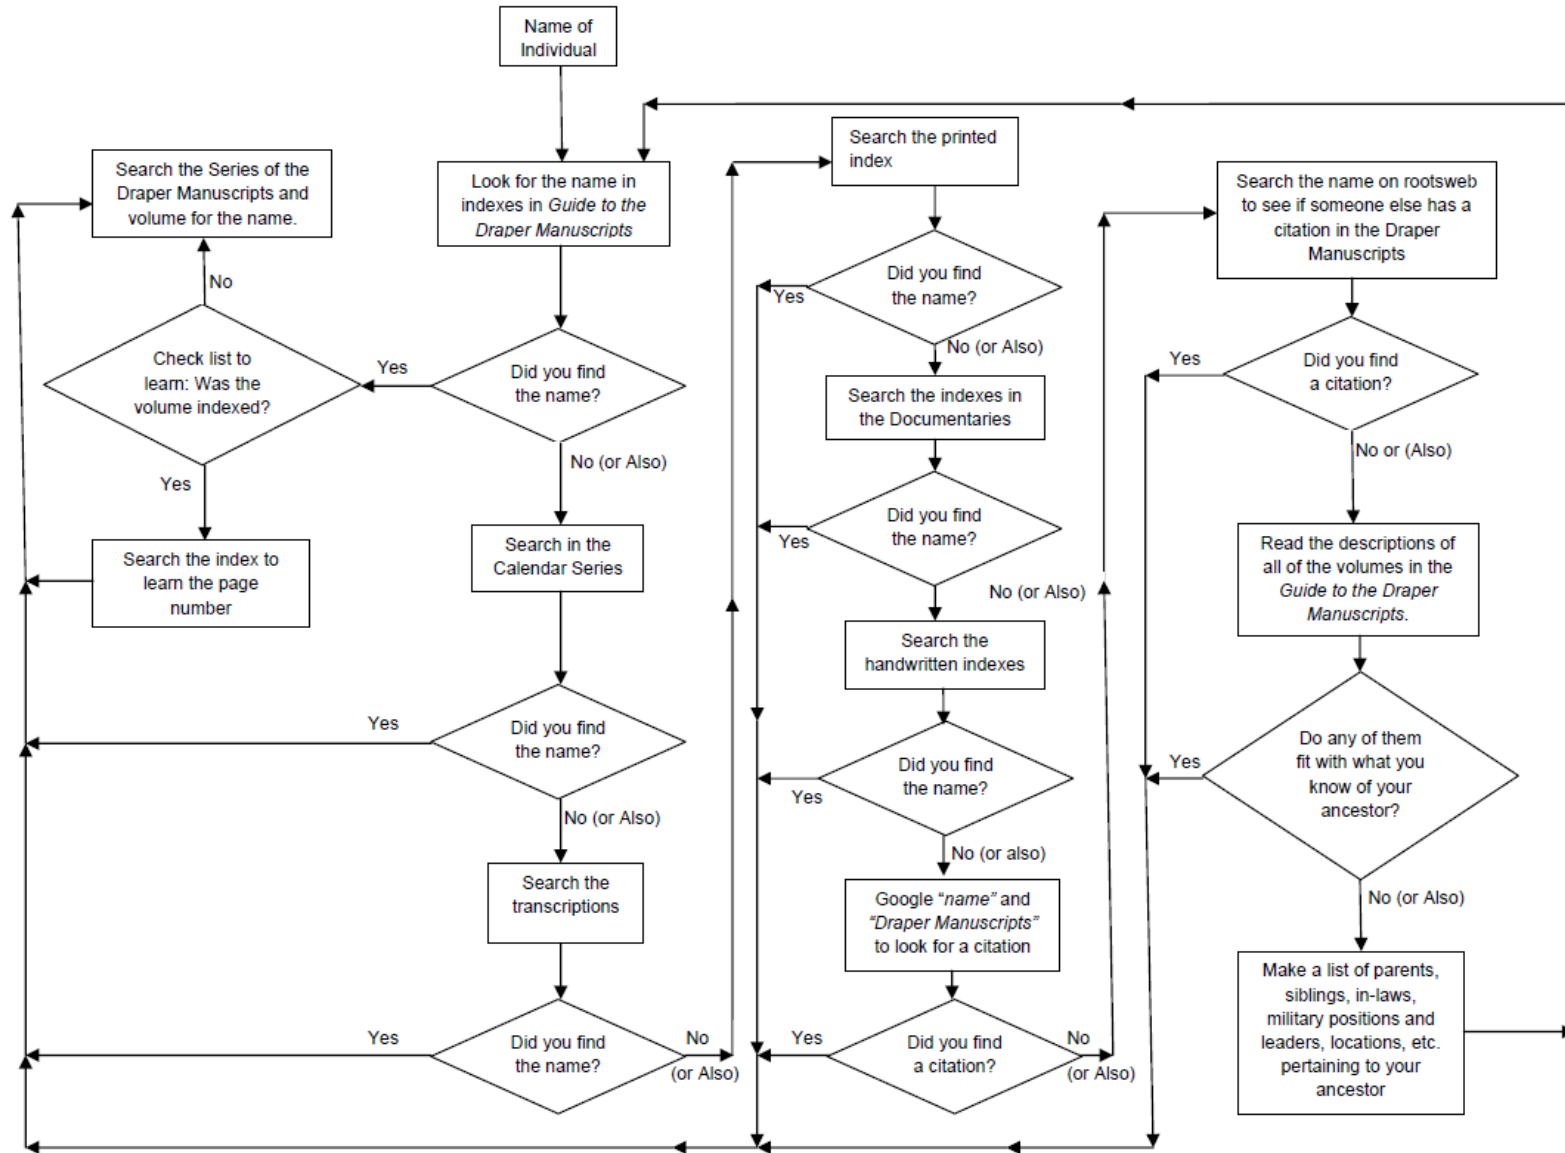 Name of
Individual
Look for the name in
indexes in Guide to the
Draper Manuscripts
Did you find
the name?
Yes
No (or Also)
Check list to
learn: Was the
volume indexed?
No
Search the Series of the
Draper Manuscripts and
volume for the name.
Yes
Search the index to
learn the page
number
Search in the
Calendar Series
Did you find
the name?
Yes
No (or Also)
Search the
transcriptions
Did you find
the name?
Yes
No
(or Also)
Search the printed
index
Did you find
the name?
Yes
No (or Also)
Search the indexes in
the Documentaries
Did you find
the name?
Yes
No (or Also)
Search the
handwritten indexes
Did you find
the name?
Yes
No (or also)
Google “name” and
“Draper Manuscripts”
to look for a citation
Did you find
a citation?
Yes
No
(or Also)
Search the name on rootsweb
to see if someone else has a
citation in the Draper
Manuscripts
Did you find
a citation?
Yes
No or (Also)
Read the descriptions of
all of the volumes in the
Guide to the Draper
Manuscripts.
Do any of them
fit with what you
know of your
ancestor?
Yes
No (or Also)
Make a list of parents,
siblings, in-laws,
military positions and
leaders, locations, etc.
pertaining to your
ancestor